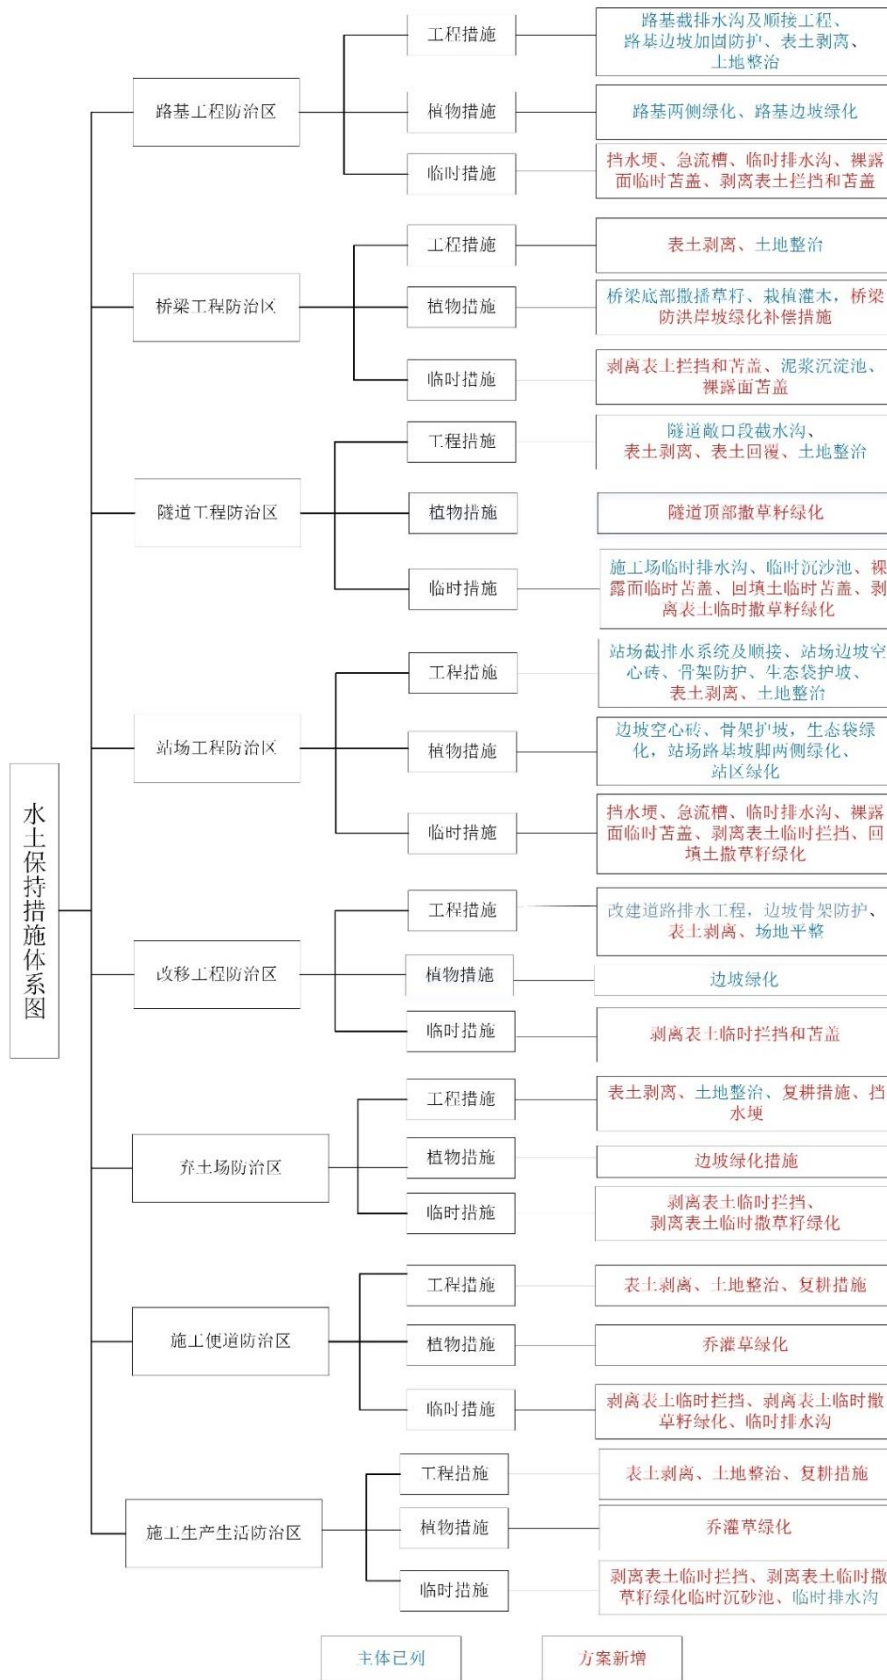 水土保持措施体系图
路基工程防治区
工程措施
路基截排水沟及顺接工程、
路基边坡加固防护、表土剥离、
土地整治
植物措施
路基两侧绿化、路基边坡绿化
临时措施
挡水埂、急流槽、临时排水沟、裸露
面临时苫盖、剥离表土拦挡和苫盖
桥梁工程防治区
工程措施
表土剥离、土地整治
植物措施
桥梁底部撒播草籽、栽植灌木，桥梁
防洪岸坡绿化补偿措施
临时措施
剥离表土拦挡和苫盖、泥浆沉淀池、
裸露面苫盖
隧道工程防治区
工程措施
隧道敞口段截水沟、
表土剥离、表土回覆、土地整治
植物措施
隧道顶部撒草籽绿化
临时措施
施工场临时排水沟、临时沉沙池、裸
露面临时苫盖、回填土临时苫盖、剥
离表土临时撒草籽绿化
站场工程防治区
工程措施
站场截排水系统及顺接、站场边坡空
心砖、骨架防护、生态袋护坡、
表土剥离、土地整治
植物措施
边坡空心砖、骨架护坡，生态袋绿
化，站场路基坡脚两侧绿化、
站区绿化
临时措施
挡水埂、急流槽、临时排水沟、裸露
面临时苫盖、剥离表土临时拦挡、回
填土撒草籽绿化
改移工程防治区
工程措施
改建道路排水工程，边坡骨架防护、
表土剥离、场地平整
植物措施
边坡绿化
临时措施
剥离表土临时拦挡和苫盖
弃土场防治区
工程措施
表土剥离、土地整治、复耕措施、挡
水埂
植物措施
边坡绿化措施
临时措施
剥离表土临时拦挡、
剥离表土临时撒草籽绿化
施工便道防治区
工程措施
表土剥离、土地整治、复耕措施
植物措施
乔灌草绿化
临时措施
剥离表土临时拦挡、剥离表土临时撒
草籽绿化、临时排水沟
施工生产生活防治区
工程措施
表土剥离、土地整治、复耕措施
植物措施
乔灌草绿化
临时措施
剥离表土临时拦挡、剥离表土临时撒
草籽绿化临时沉砂池、临时排水沟
主体已列
方案新增